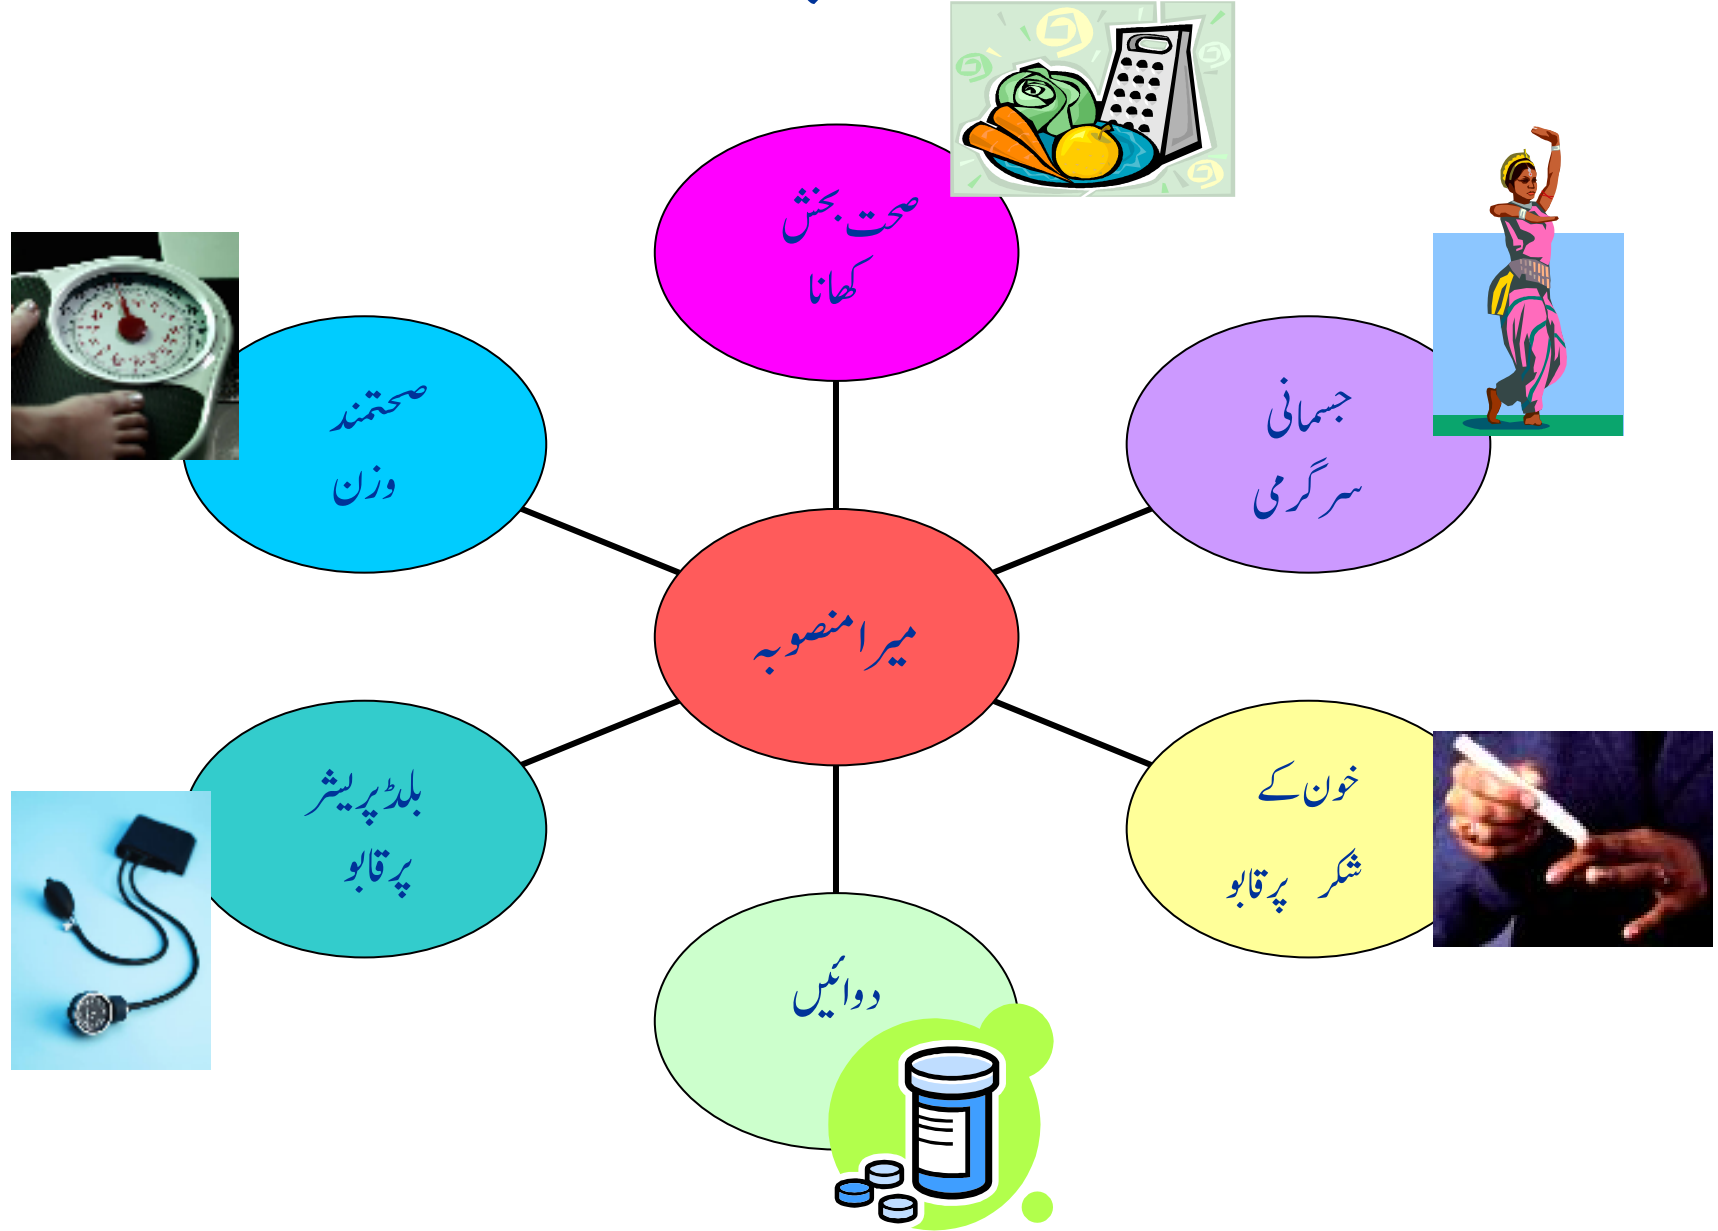 صحت بخش
کھانا
جسمانی
سرگرمی
صحتمند
وزن
میرا منصوبہ
خون کے
شکر پر قابو
بلڈ پریشر
پر قابو
دوائیں